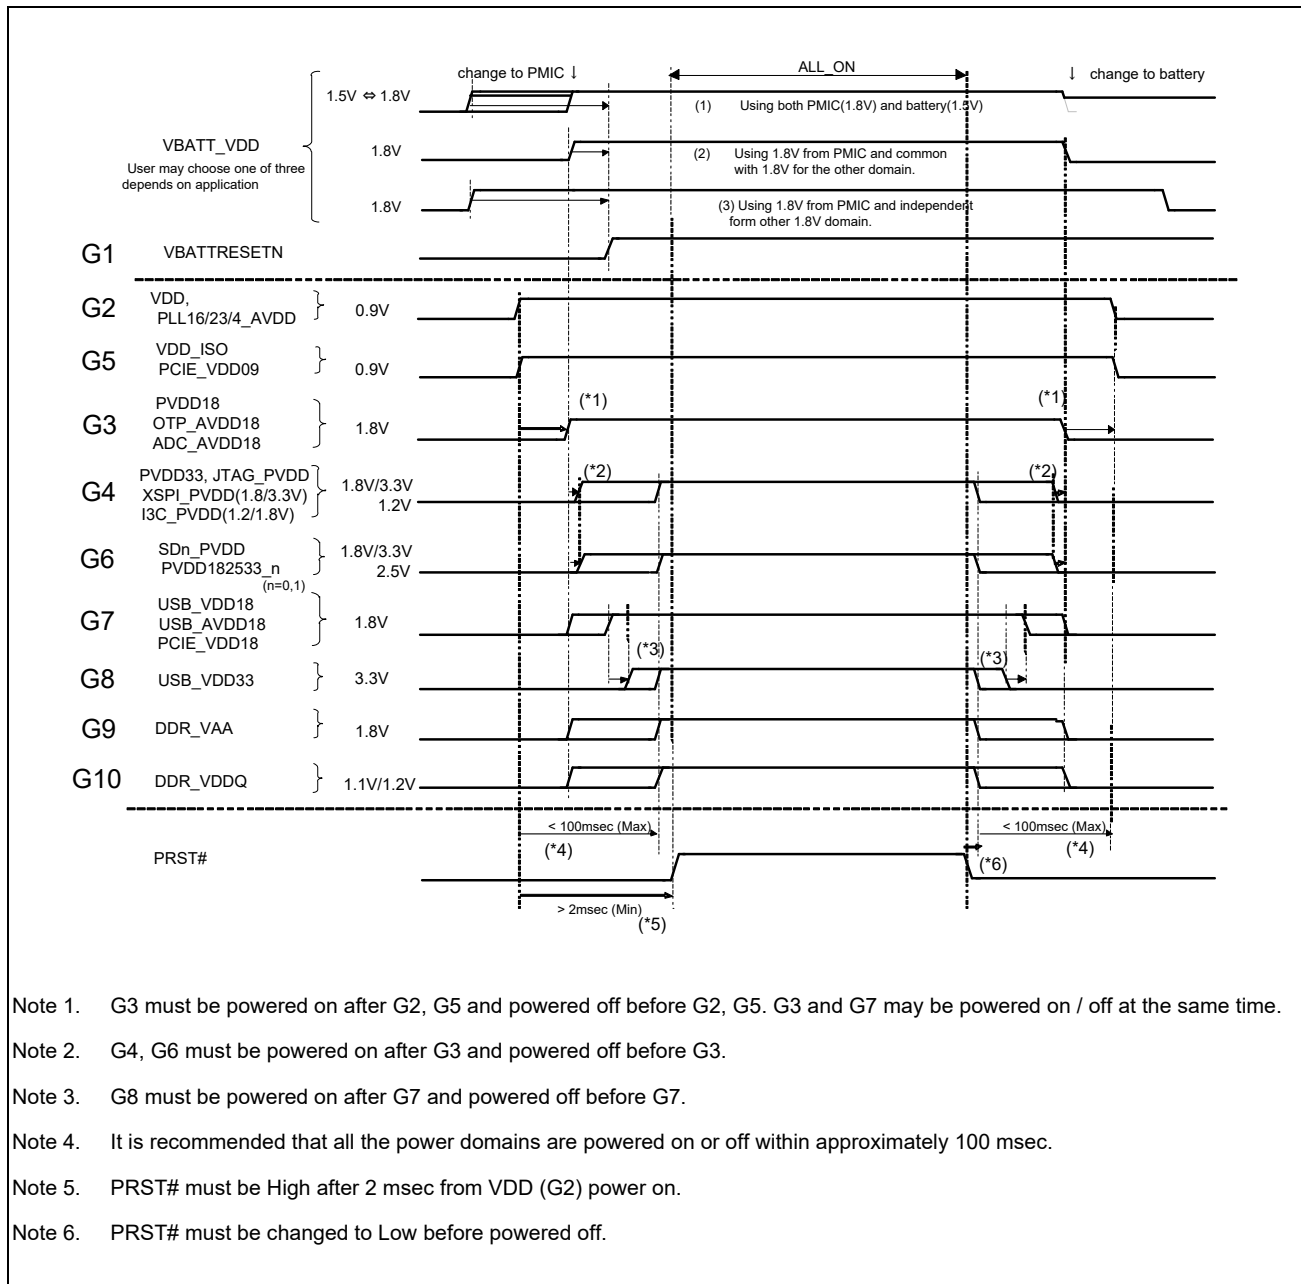 change to PMIC ↓
ALL_ON
↓ change to battery
1.5V ⇔ 1.8V
(1) Using both PMIC(1.8V) and battery(1.5V)
VBATT_VDD
User may choose one of three
depends on application
1.8V
(2) Using 1.8V from PMIC and common
with 1.8V for the other domain.
1.8V
(3) Using 1.8V from PMIC and independent
form other 1.8V domain.
G1 VBATTRESETN
G2 VDD,
PLL16/23/4_AVDD
0.9V
G5 VDD_ISO
PCIE_VDD09
0.9V
G3 PVDD18
OTP_AVDD18
ADC_AVDD18
1.8V
(*1)
(*1)
G4 PVDD33, JTAG_PVDD
XSPI_PVDD(1.8/3.3V)
I3C_PVDD(1.2/1.8V)
1.8V/3.3V
1.2V
(*2)
(*2)
G6 SDn_PVDD
PVDD182533_n
(n=0,1)
1.8V/3.3V
2.5V
G7 USB_VDD18
USB_AVDD18
PCIE_VDD18
1.8V
(*3)
(*3)
G8 USB_VDD33
3.3V
G9 DDR_VAA
1.8V
G10 DDR_VDDQ
1.1V/1.2V
< 100msec (Max)
(*4)
< 100msec (Max)
(*4)
PRST#
(*6)
> 2msec (Min)
(*5)
Note 1. G3 must be powered on after G2, G5 and powered off before G2, G5. G3 and G7 may be powered on / off at the same time.
Note 2. G4, G6 must be powered on after G3 and powered off before G3.
Note 3. G8 must be powered on after G7 and powered off before G7.
Note 4. It is recommended that all the power domains are powered on or off within approximately 100 msec.
Note 5. PRST# must be High after 2 msec from VDD (G2) power on.
Note 6. PRST# must be changed to Low before powered off.